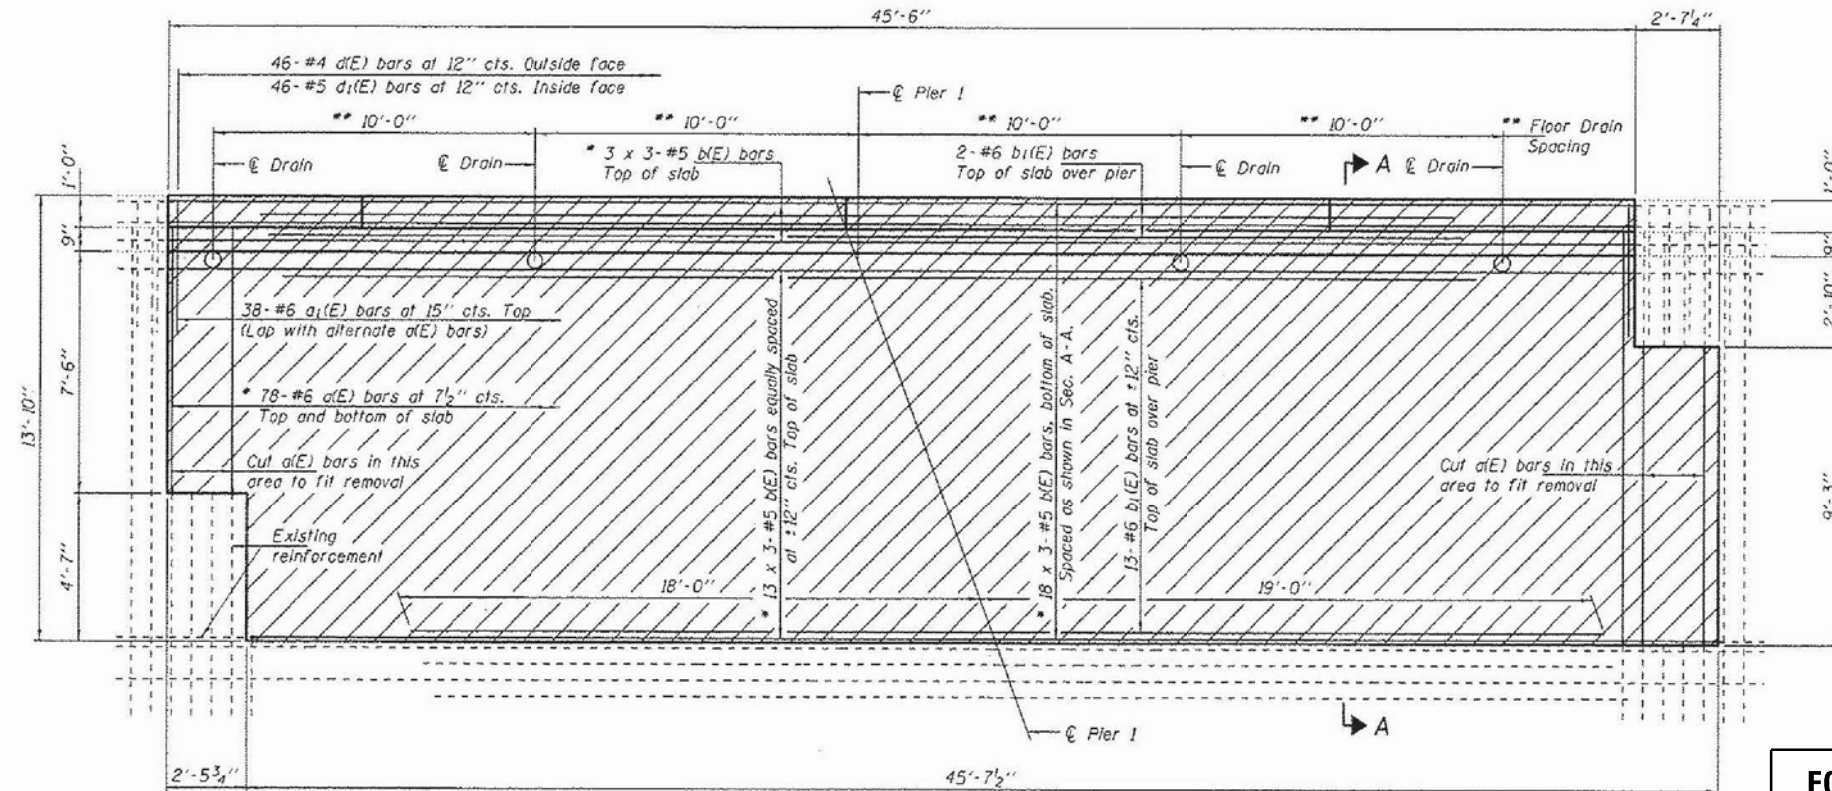 45'-6"
2'-7¼"
46-#4 d(E) bars at 12" cts. Outside face
46-#5 d₁(E) bars at 12" cts. Inside face
℄ Pier 1
** 10'-0"
** 10'-0"
** 10'-0"
** 10'-0"
** Floor Drain
Spacing
℄ Drain
℄ Drain
* 3 x 3-#5 b(E) bars
Top of slab
2-#6 b₁(E) bars
Top of slab over pier
℄ Drain
A
℄ Drain
1'-0"
9"
7'-6"
4'-7"
13'-10"
1'-0"
9"
2'-10"
9'-3"
38-#6 a₁(E) bars at 15" cts. Top
(Lap with alternate a(E) bars)
* 78-#6 a(E) bars at 7½" cts.
Top and bottom of slab
Cut a(E) bars in this
area to fit removal
Existing
reinforcement
* 13 x 3-#5 b(E) bars equally spaced
at ±12" cts. Top of slab
* 18 x 3-#5 b(E) bars, bottom of slab.
Spaced as shown in Sec. A-A.
13-#6 b₁(E) bars at ±12" cts.
Top of slab over pier
Cut a(E) bars in this
area to fit removal
18'-0"
19'-0"
℄ Pier 1
A
2'-5¾"
45'-7½"